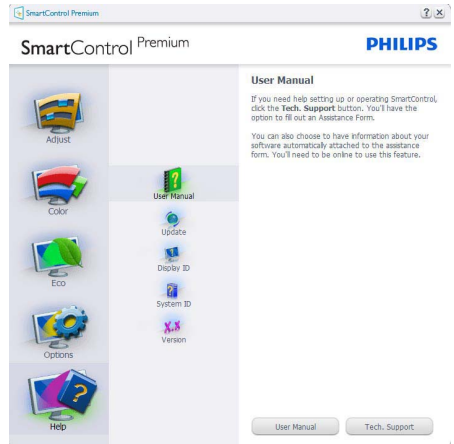 SmartControl Premium
SmartControl Premium
PHILIPS
Adjust
Color
Eco
Options
Help
User Manual
Update
Display ID
System ID
X.X
Version
User Manual
If you need help setting up or operating SmartControl,
click the Tech. Support button. You'll have the
option to fill out an Assistance Form.
You can also choose to have information about your
software automatically attached to the assistance
form. You'll need to be online to use this feature.
User Manual
Tech. Support